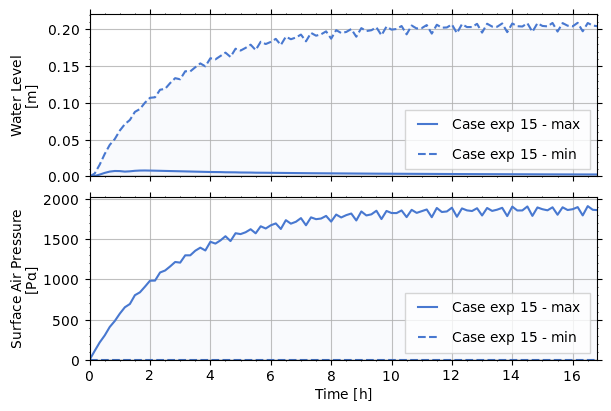 0.20
0.15
0.10
0.05
0.00
Water Level
[m]
Case exp 15 - max
Case exp 15 - min
2000
1500
1000
500
0
Surface Air Pressure
[Pα]
Case exp 15 - max
Case exp 15 - min
0 2 4 6 8 10 12 14 16
Time [h]